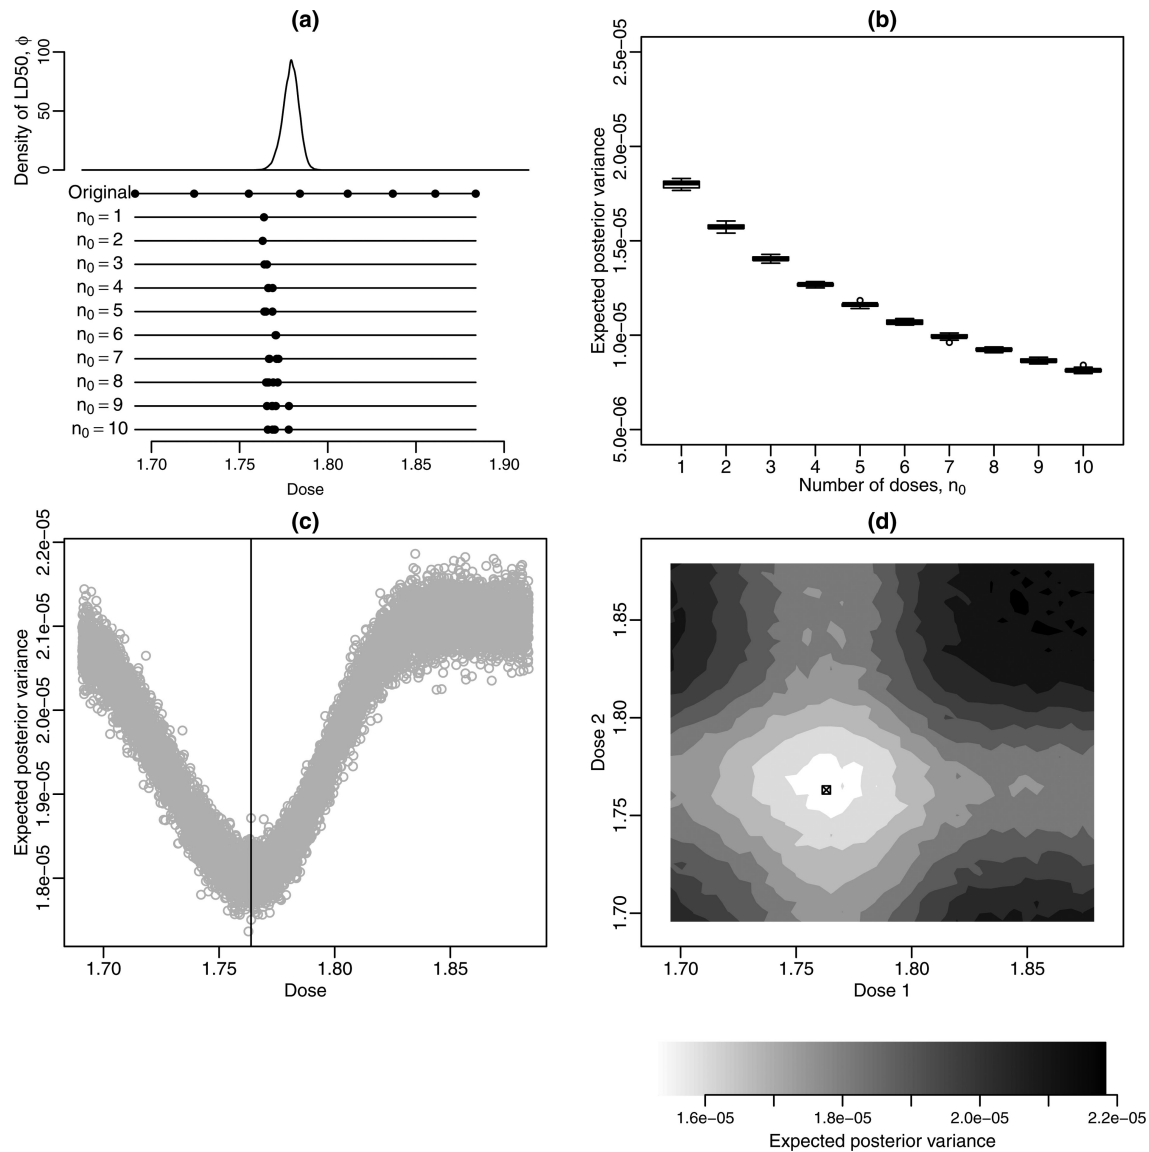 (a)
Density of LD50, ϕ
0 50 100
Original
n₀ = 1
n₀ = 2
n₀ = 3
n₀ = 4
n₀ = 5
n₀ = 6
n₀ = 7
n₀ = 8
n₀ = 9
n₀ = 10
1.70 1.75 1.80 1.85 1.90
Dose
(b)
Expected posterior variance
5.0e-06 1.0e-05 1.5e-05 2.0e-05 2.5e-05
1 2 3 4 5 6 7 8 9 10
Number of doses, n₀
(c)
Expected posterior variance
1.8e-05 1.9e-05 2.0e-05 2.1e-05 2.2e-05
1.70 1.75 1.80 1.85
Dose
(d)
Dose 2
1.70 1.75 1.80 1.85
1.70 1.75 1.80 1.85
Dose 1
1.6e-05 1.8e-05 2.0e-05 2.2e-05
Expected posterior variance